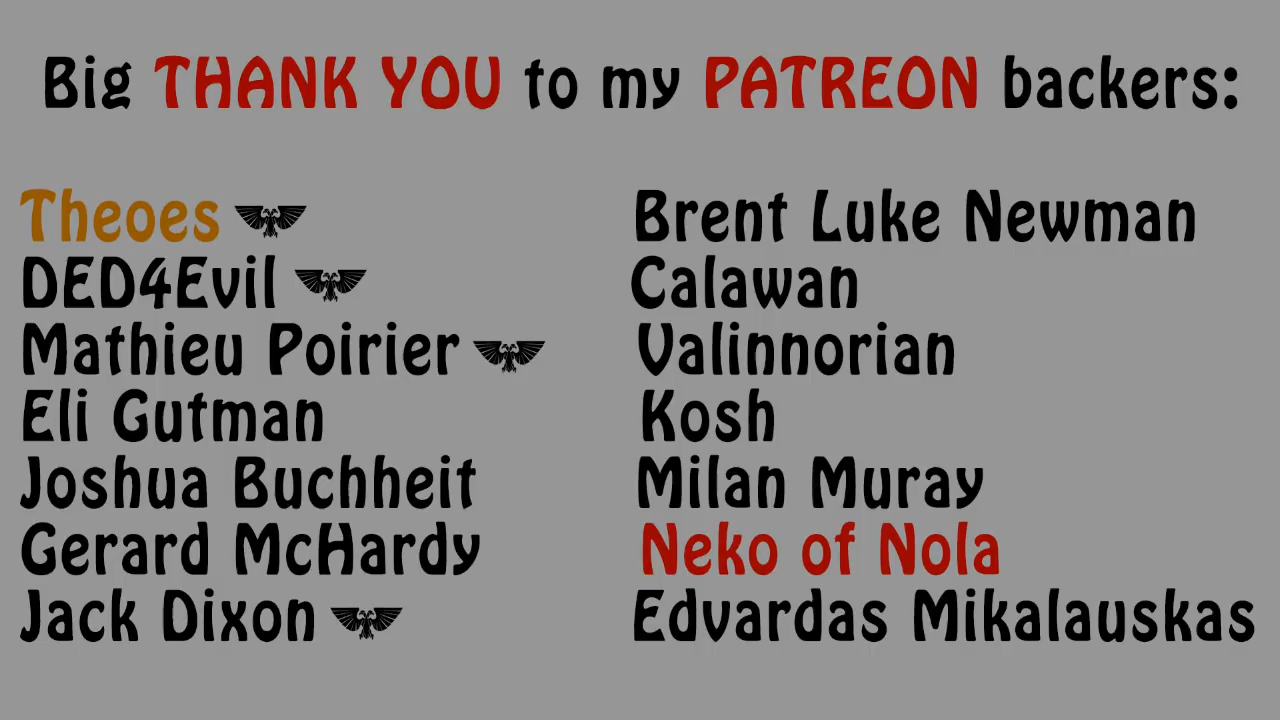 Big THANK YOU to my PATREON backers:
Theoes
DED4Evil
Mathieu Poirier
Eli Gutman
Joshua Buchheit
Gerard McHardy
Jack Dixon
Brent Luke Newman
Calawan
Valinnorian
Kosh
Milan Muray
Neko of Nola
Edvardas Mikalauskas